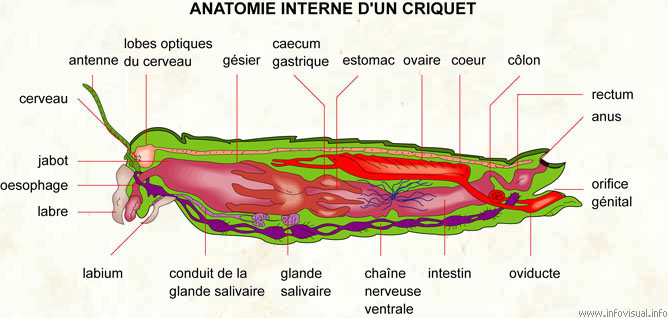 ANATOMIE INTERNE D'UN CRIQUET
antenne
lobes optiques
du cerveau
gésier
caecum
gastrique
estomac
ovaire
coeur
côlon
cerveau
rectum
anus
jabot
oesophage
labre
orifice
génital
labium
conduit de la
glande salivaire
glande
salivaire
chaîne
nerveuse
ventrale
intestin
oviducte
www.infovisual.info